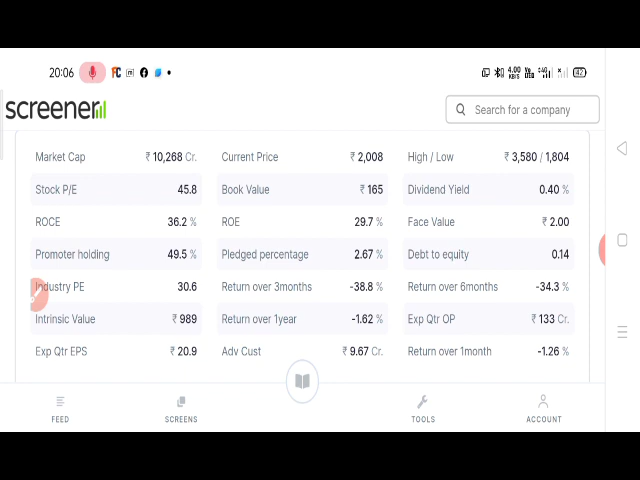 20:06 FC 4.00 KB/S 42
screener Search for a company
Market Cap ₹ 10,268 Cr. Current Price ₹ 2,008 High / Low ₹ 3,580 / 1,804
Stock P/E 45.8 Book Value ₹ 165 Dividend Yield 0.40 %
ROCE 36.2 % ROE 29.7 % Face Value ₹ 2.00
Promoter holding 49.5 % Pledged percentage 2.67 % Debt to equity 0.14
Industry PE 30.6 Return over 3months -38.8 % Return over 6months -34.3 %
Intrinsic Value ₹ 989 Return over 1year -1.62 % Exp Qtr OP ₹ 133 Cr.
Exp Qtr EPS ₹ 20.9 Adv Cust ₹ 9.67 Cr. Return over 1month -1.26 %
FEED SCREENS TOOLS ACCOUNT